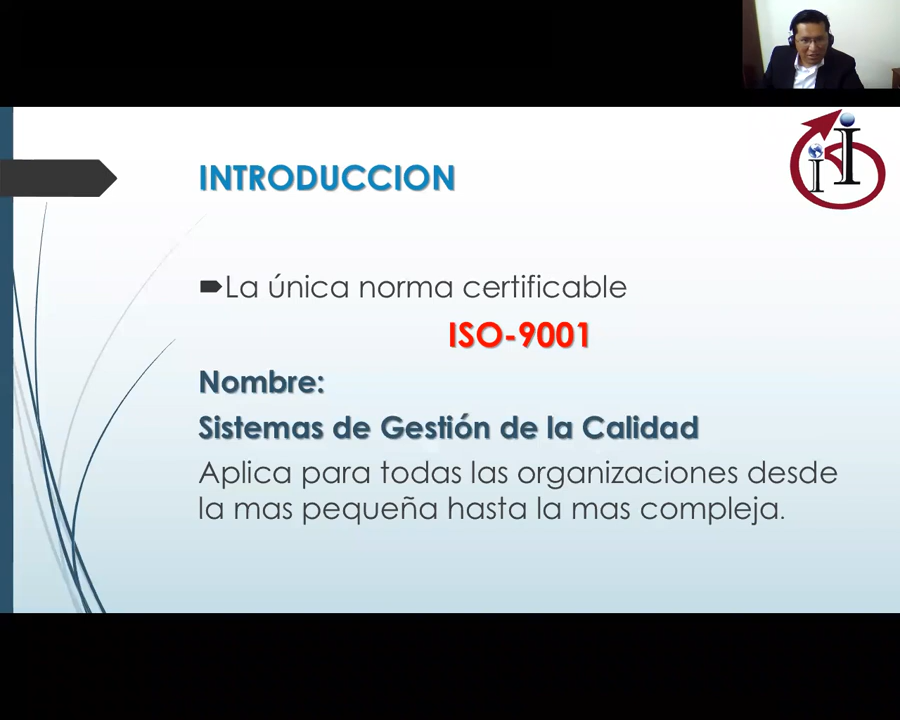 INTRODUCCION
La única norma certificable
ISO-9001
Nombre:
Sistemas de Gestión de la Calidad
Aplica para todas las organizaciones desde
la mas pequeña hasta la mas compleja.